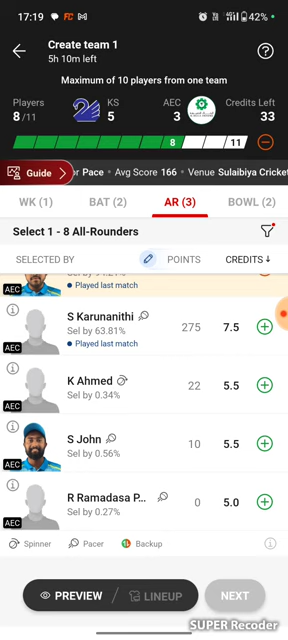 17:19 FC 4G 42%
Create team 1
5h 10m left
Maximum of 10 players from one team
Players KS AEC Credits Left
8/11 5 3 33
8 11
Guide or Pace • Avg Score 166 • Venue Sulaibiya Cricket
WK (1) BAT (2) AR (3) BOWL (2)
Select 1 - 8 All-Rounders
SELECTED BY POINTS CREDITS↓
AEC Played last match
S Karunanithi
Sel by 63.81% 275 7.5
Played last match
AEC
K Ahmed
Sel by 0.34% 22 5.5
AEC
S John
Sel by 0.56% 10 5.5
AEC
R Ramadasa P...
Sel by 0.27% 0 5.0
AEC
Spinner Pacer Backup
PREVIEW / LINEUP NEXT
SUPER Recorder